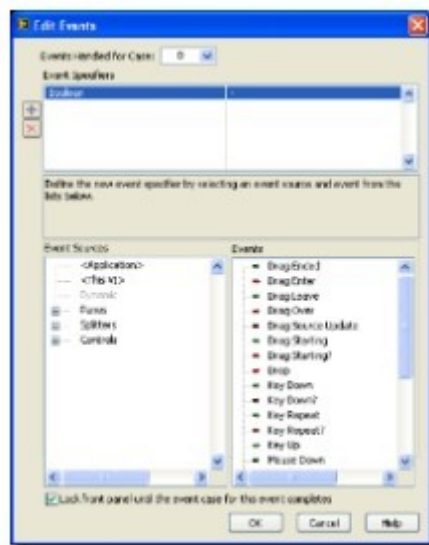 Edit Events
Events Handled for Case: 0
Event Specifiers
Boolean -
Define the new event specifier by selecting an event source and event from the
lists below.
Event Sources
Events
<Application>
<This VI>
Dynamic
Panes
Splitters
Controls
Drag Ended
Drag Enter
Drag Leave
Drag Over
Drag Source Update
Drag Starting
Drag Starting?
Drop
Key Down
Key Down?
Key Repeat
Key Repeat?
Key Up
Mouse Down
Lock front panel until the event case for this event completes
OK Cancel Help